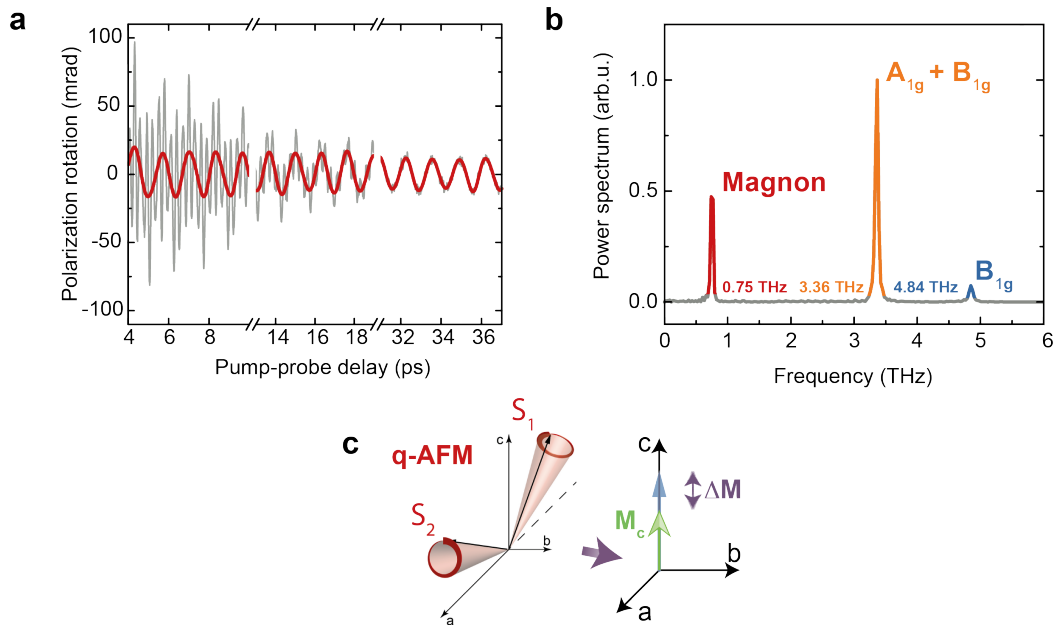 a
Polarization rotation (mrad)
100
50
0
-50
-100
4 6 8 12 14 16 18 32 34 36
Pump-probe delay (ps)
b
Power spectrum (arb.u.)
1.0
0.5
0.0
A1g + B1g
Magnon
B1g
0.75 THz 3.36 THz 4.84 THz
0 1 2 3 4 5 6
Frequency (THz)
c
q-AFM
S1
S2
c
b
a
c
ΔM
Mc
b
a